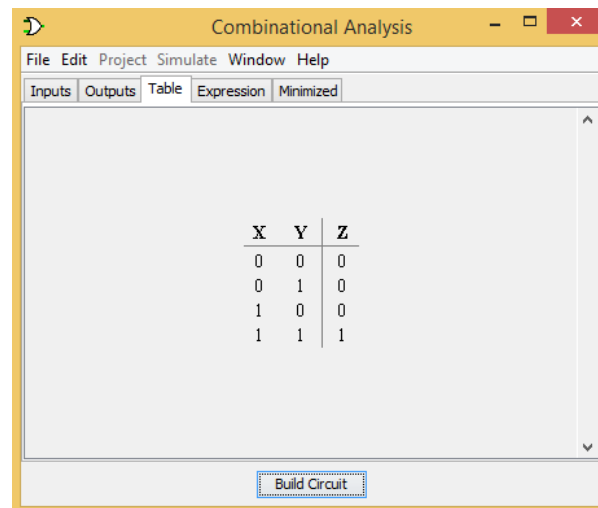 Combinational Analysis
File Edit Project Simulate Window Help
Inputs Outputs Table Expression Minimized
X Y Z
0 0 0
0 1 0
1 0 0
1 1 1
Build Circuit